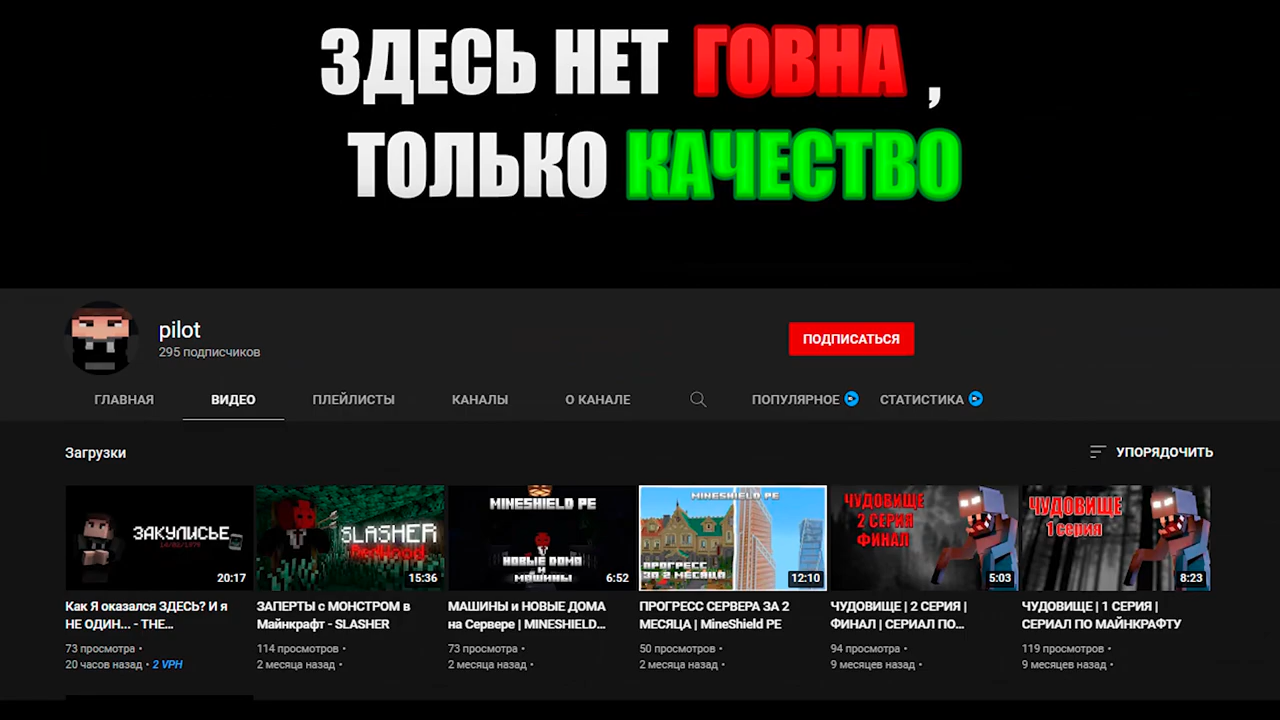 ЗДЕСЬ НЕТ ГОВНА ,
ТОЛЬКО КАЧЕСТВО
pilot
295 подписчиков
ПОДПИСАТЬСЯ
ГЛАВНАЯ ВИДЕО ПЛЕЙЛИСТЫ КАНАЛЫ О КАНАЛЕ ПОПУЛЯРНОЕ СТАТИСТИКА
Загрузки
УПОРЯДОЧИТЬ
ЗАКУЛИСЬЕ
20:17
Как Я оказался ЗДЕСЬ? И я
НЕ ОДИН... - THE...
73 просмотра •
20 часов назад • 2 VPH
SLASHER
RedHood
15:36
ЗАПЕРТЫ с МОНСТРОМ в
Майнкрафт - SLASHER
114 просмотров •
2 месяца назад •
MINESHIELD PE
НОВЫЕ ДОМА
И
МАШИНЫ
6:52
МАШИНЫ и НОВЫЕ ДОМА
на Сервере | MINESHIELD...
73 просмотра •
2 месяца назад •
MINESHIELD PE
ПРОГРЕСС
ЗА 2 МЕСЯЦА
12:10
ПРОГРЕСС СЕРВЕРА ЗА 2
МЕСЯЦА | MineShield PE
50 просмотров •
2 месяца назад •
ЧУДОВИЩЕ
2 СЕРИЯ
ФИНАЛ
5:03
ЧУДОВИЩЕ | 2 СЕРИЯ |
ФИНАЛ | СЕРИАЛ ПО...
94 просмотра •
9 месяцев назад •
ЧУДОВИЩЕ
1 серия
8:23
ЧУДОВИЩЕ | 1 СЕРИЯ |
СЕРИАЛ ПО МАЙНКРАФТУ
119 просмотров •
9 месяцев назад •